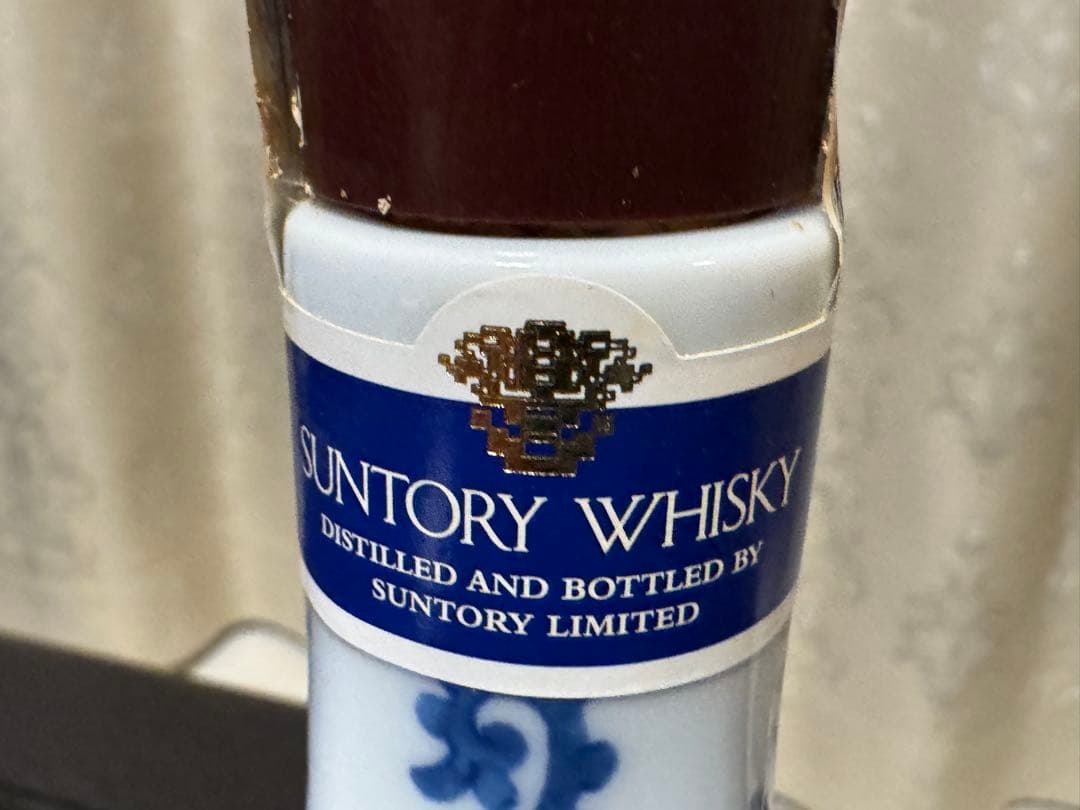 SUNTORY WHISKY
DISTILLED AND BOTTLED BY
SUNTORY LIMITED